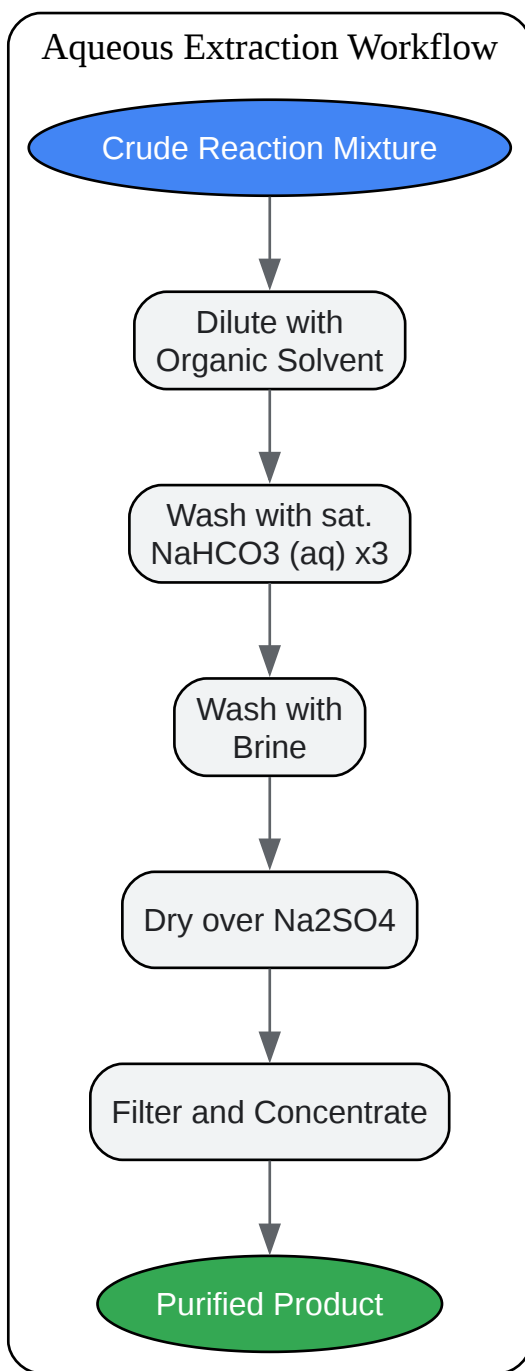 Aqueous Extraction Workflow
Crude Reaction Mixture
Dilute with
Organic Solvent
Wash with sat.
NaHCO3 (aq) x3
Wash with
Brine
Dry over Na2SO4
Filter and Concentrate
Purified Product